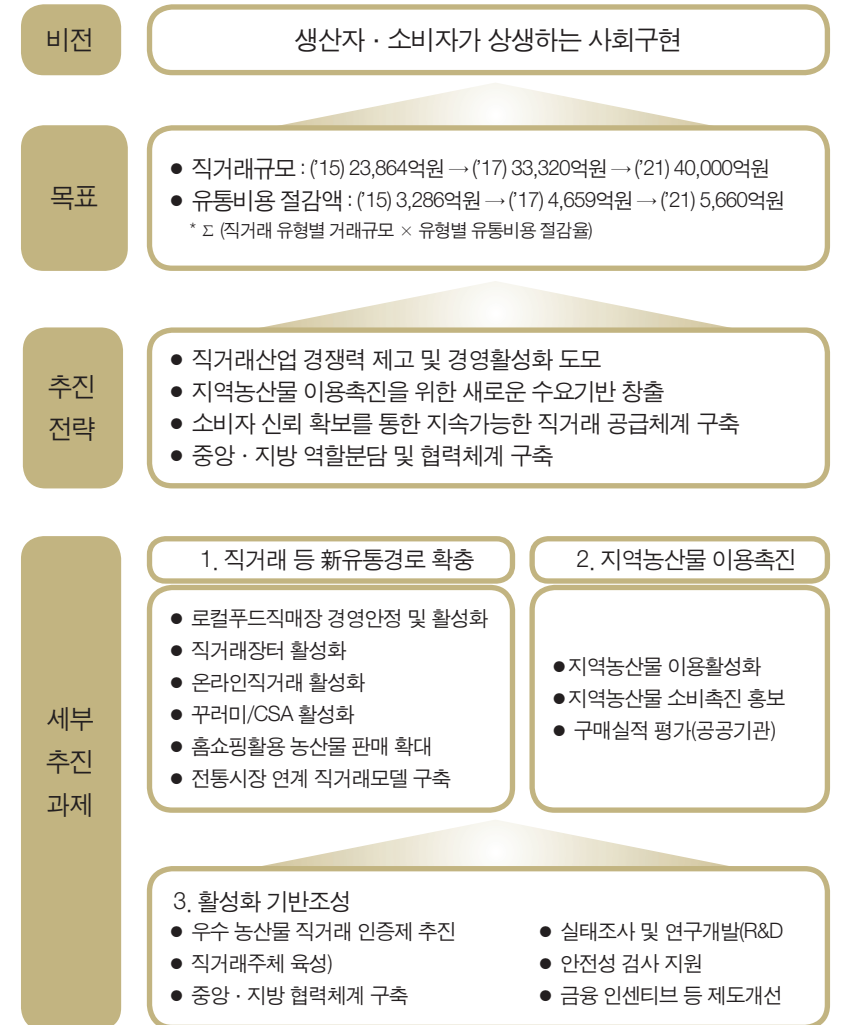 비전
생산자 · 소비자가 상생하는 사회구현
목표
● 직거래규모 : (’15) 23,864억원 → (’17) 33,320억원 → (’21) 40,000억원
● 유통비용 절감액 : (’15) 3,286억원 → (’17) 4,659억원 → (’21) 5,660억원
* Σ (직거래 유형별 거래규모 × 유형별 유통비용 절감율)
추진
전략
● 직거래산업 경쟁력 제고 및 경영활성화 도모
● 지역농산물 이용촉진을 위한 새로운 수요기반 창출
● 소비자 신뢰 확보를 통한 지속가능한 직거래 공급체계 구축
● 중앙 · 지방 역할분담 및 협력체계 구축
세부
추진
과제
1. 직거래 등 新유통경로 확충
● 로컬푸드직매장 경영안정 및 활성화
● 직거래장터 활성화
● 온라인직거래 활성화
● 꾸러미/CSA 활성화
● 홈쇼핑활용 농산물 판매 확대
● 전통시장 연계 직거래모델 구축
2. 지역농산물 이용촉진
●지역농산물 이용활성화
●지역농산물 소비촉진 홍보
● 구매실적 평가(공공기관)
3. 활성화 기반조성
● 우수 농산물 직거래 인증제 추진
● 직거래주체 육성)
● 중앙 · 지방 협력체계 구축
● 실태조사 및 연구개발(R&D
● 안전성 검사 지원
● 금융 인센티브 등 제도개선